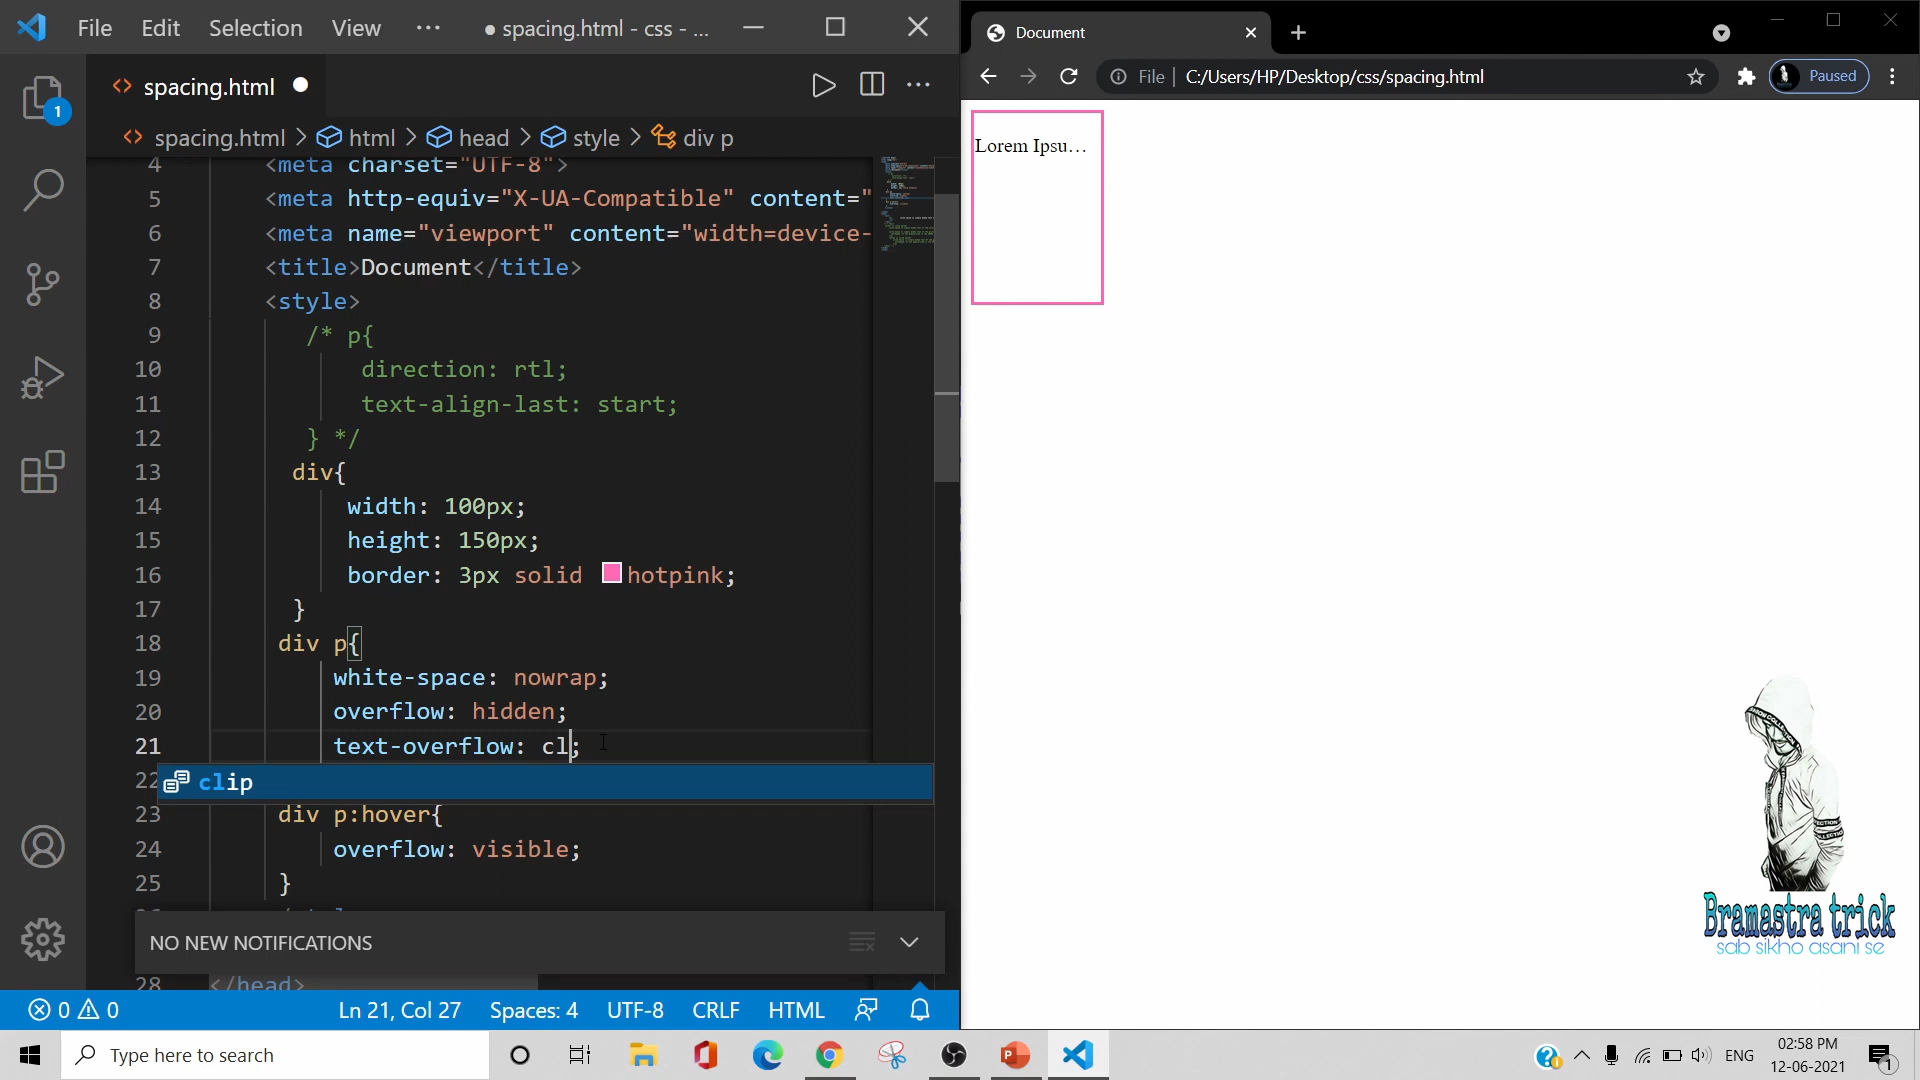 File Edit Selection View ··· ● spacing.html - css - ...
spacing.html
spacing.html > html > head > style > div p
4 <meta charset="UTF-8">
5 <meta http-equiv="X-UA-Compatible" content="
6 <meta name="viewport" content="width=device-
7 <title>Document</title>
8 <style>
9 /* p{
10 direction: rtl;
11 text-align-last: start;
12 } */
13 div{
14 width: 100px;
15 height: 150px;
16 border: 3px solid hotpink;
17 }
18 div p{
19 white-space: nowrap;
20 overflow: hidden;
21 text-overflow: cl;
22 clip
23 div p:hover{
24 overflow: visible;
25 }
NO NEW NOTIFICATIONS
28 </head>
1
0 0 Ln 21, Col 27 Spaces: 4 UTF-8 CRLF HTML
Document
File C:/Users/HP/Desktop/css/spacing.html Paused
Lorem Ipsu…
Bramastra trick
sab sikho asani se
Type here to search
ENG 02:58 PM
12-06-2021
1